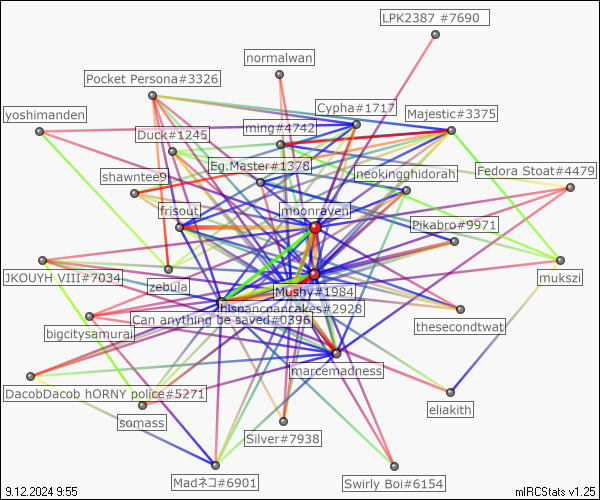 LPK2387 #7690
normalwan
Pocket Persona#3326
Cypha#1717
Majestic#3375
yoshimanden
ming#4742
Duck#1245
Eg.Master#1378
neokingghidorah
Fedora Stoat#4479
shawntee9
moonraven
frisout
Pikabro#9971
JKOUYH VIII#7034
zebula
mukszi
Mushy#1984
hispancpancakes#2928
Can anything be saved#0396
bigcitysamurai
thesecondtwat
marcemadness
DacobDacob hORNY police#5271
eliakith
somass
Silver#7938
Madネコ#6901
Swirly Boi#6154
9.12.2024 9:55
mIRCStats v1.25